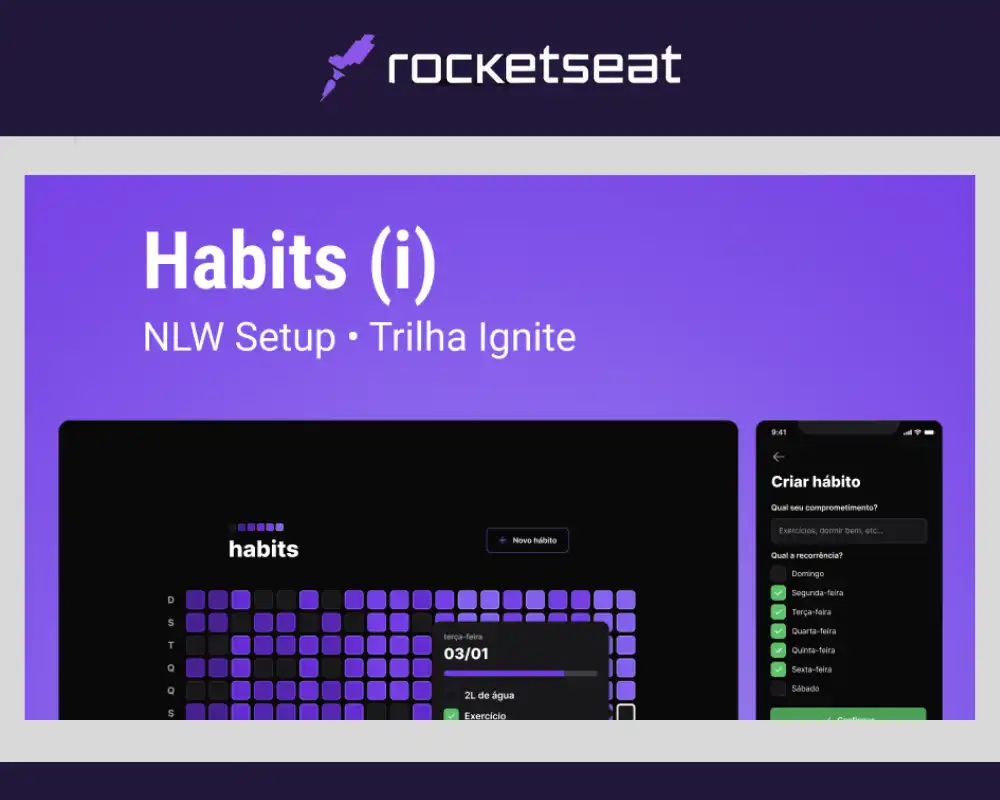 rocketseat
Habits (i)
NLW Setup • Trilha Ignite
habits
+ Novo hábito
D
S
T
Q
Q
S
terça-feira
03/01
2L de água
Exercício
9:41
Criar hábito
Qual seu comprometimento?
Exercícios, dormir bem, etc...
Qual a recorrência?
Domingo
Segunda-feira
Terça-feira
Quarta-feira
Quinta-feira
Sexta-feira
Sábado